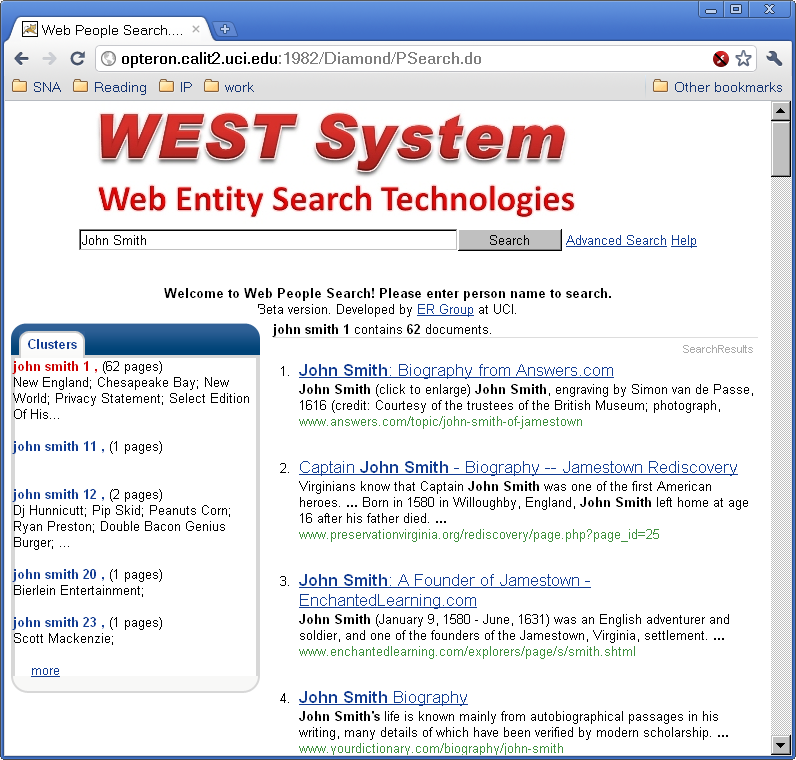 Web People Search....
opteron.calit2.uci.edu:1982/Diamond/PSearch.do
SNA Reading IP work Other bookmarks
WEST System
Web Entity Search Technologies
John Smith Search Advanced Search Help
Welcome to Web People Search! Please enter person name to search.
Beta version. Developed by ER Group at UCI.
Clusters
john smith 1 , (62 pages)
New England; Chesapeake Bay; New
World; Privacy Statement; Select Edition
Of His...
john smith 11 , (1 pages)
john smith 12 , (2 pages)
Dj Hunnicutt; Pip Skid; Peanuts Corn;
Ryan Preston; Double Bacon Genius
Burger; ...
john smith 20 , (1 pages)
Bierlein Entertainment;
john smith 23 , (1 pages)
Scott Mackenzie;
more
john smith 1 contains 62 documents.
SearchResults
1. John Smith: Biography from Answers.com
John Smith (click to enlarge) John Smith, engraving by Simon van de Passe,
1616 (credit: Courtesy of the trustees of the British Museum; photograph,
www.answers.com/topic/john-smith-of-jamestown
2. Captain John Smith - Biography -- Jamestown Rediscovery
Virginians know that Captain John Smith was one of the first American
heroes. ... Born in 1580 in Willoughby, England, John Smith left home at age
16 after his father died. ...
www.preservationvirginia.org/rediscovery/page.php?page_id=25
3. John Smith: A Founder of Jamestown -
EnchantedLearning.com
John Smith (January 9, 1580 - June, 1631) was an English adventurer and
soldier, and one of the founders of the Jamestown, Virginia, settlement. ...
www.enchantedlearning.com/explorers/page/s/smith.shtml
4. John Smith Biography
John Smith's life is known mainly from autobiographical passages in his
writing, many details of which have been verified by modern scholarship. ...
www.yourdictionary.com/biography/john-smith